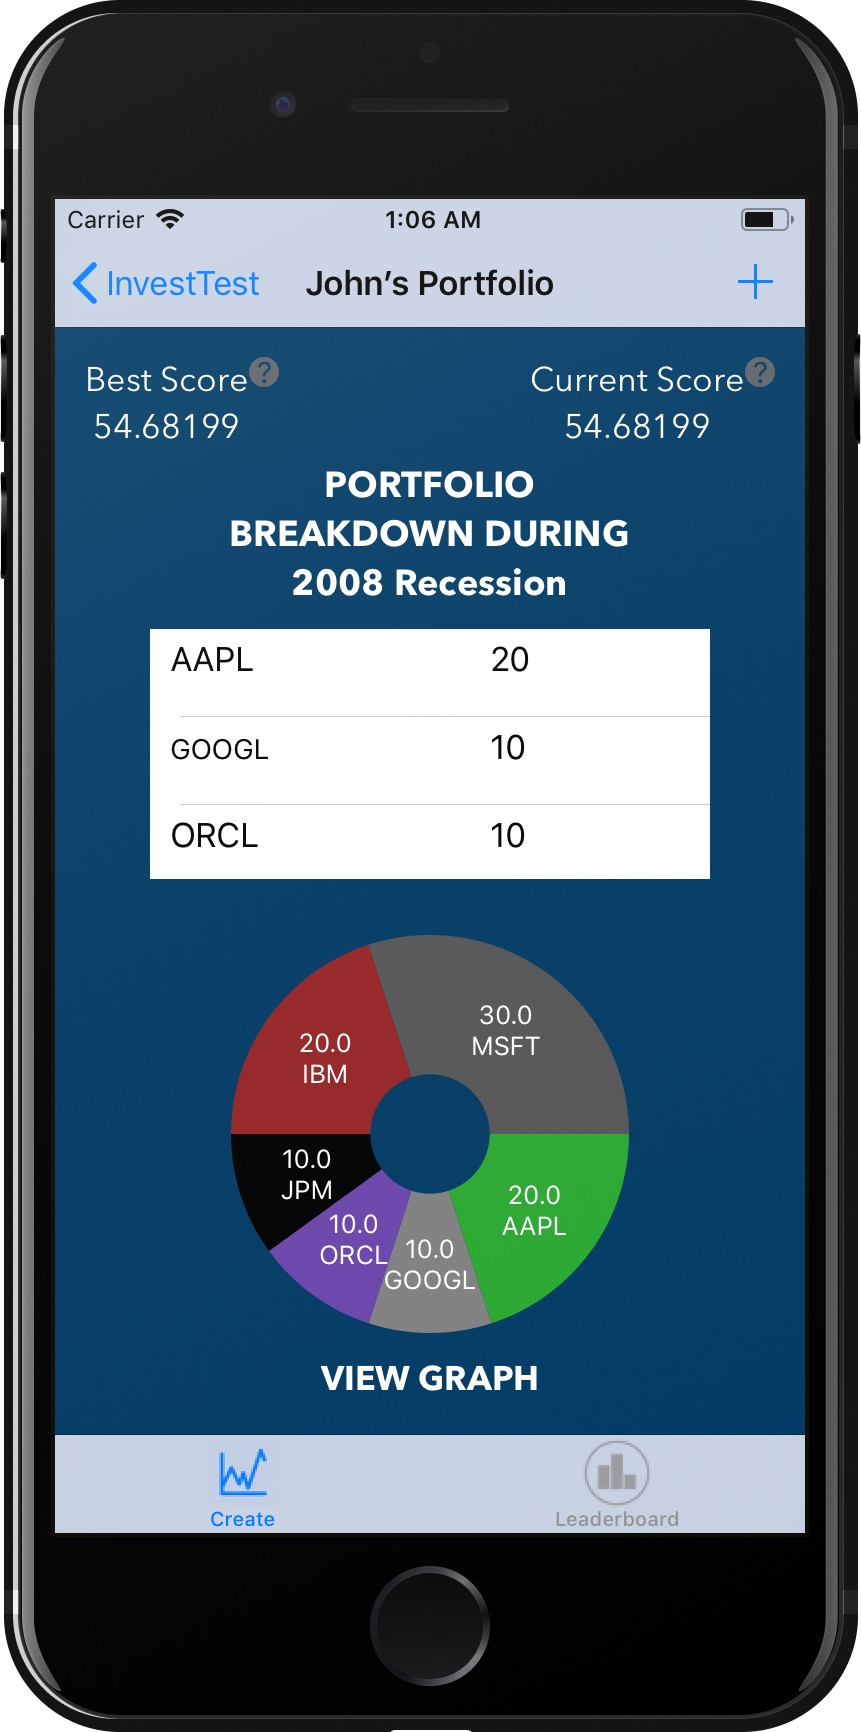 Carrier 1:06 AM
InvestTest John's Portfolio +
Best Score ? Current Score ?
54.68199 54.68199
PORTFOLIO
BREAKDOWN DURING
2008 Recession
AAPL 20
GOOGL 10
ORCL 10
30.0
MSFT
20.0
IBM
10.0
JPM
20.0
AAPL
10.0
ORCL
10.0
GOOGL
VIEW GRAPH
Create Leaderboard